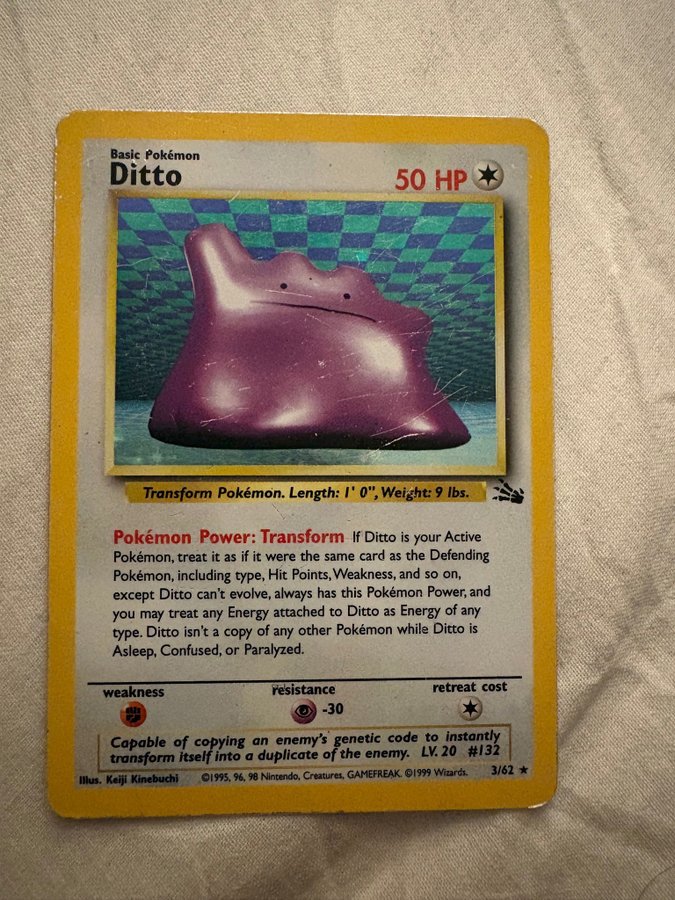 Basic Pokémon
Ditto
50 HP
Transform Pokémon. Length: 1' 0", Weight: 9 lbs.
Pokémon Power: Transform If Ditto is your Active
Pokémon, treat it as if it were the same card as the Defending
Pokémon, including type, Hit Points, Weakness, and so on,
except Ditto can't evolve, always has this Pokémon Power, and
you may treat any Energy attached to Ditto as Energy of any
type. Ditto isn't a copy of any other Pokémon while Ditto is
Asleep, Confused, or Paralyzed.
weakness resistance retreat cost
-30
Capable of copying an enemy's genetic code to instantly
transform itself into a duplicate of the enemy. LV. 20 #132
Illus. Keiji Kinebuchi ©1995, 96, 98 Nintendo, Creatures, GAMEFREAK. ©1999 Wizards. 3/62 ★